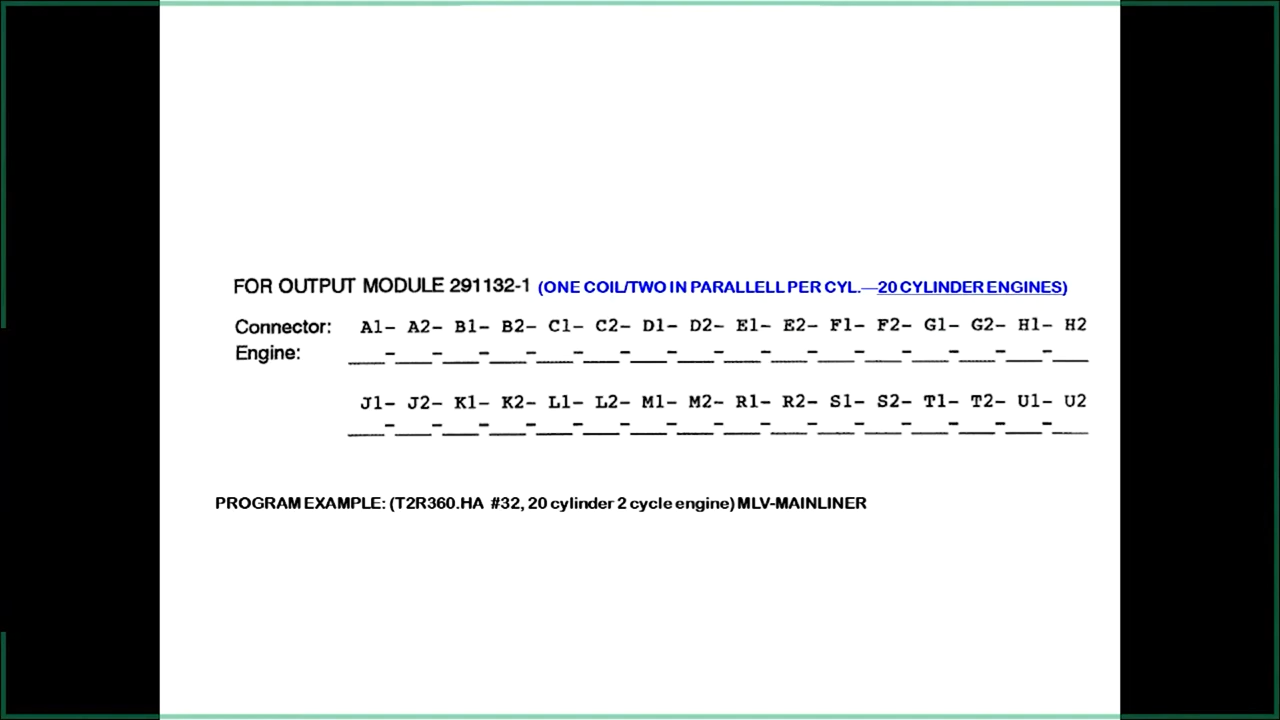 FOR OUTPUT MODULE 291132-1 (ONE COIL/TWO IN PARALLELL PER CYL.—20 CYLINDER ENGINES)
Connector: A1- A2- B1- B2- C1- C2- D1- D2- E1- E2- F1- F2- G1- G2- H1- H2
Engine: ___-___-___-___-___-___-___-___-___-___-___-___-___-___-___-___
J1- J2- K1- K2- L1- L2- M1- M2- R1- R2- S1- S2- T1- T2- U1- U2
___-___-___-___-___-___-___-___-___-___-___-___-___-___-___-___
PROGRAM EXAMPLE: (T2R360.HA #32, 20 cylinder 2 cycle engine) MLV-MAINLINER